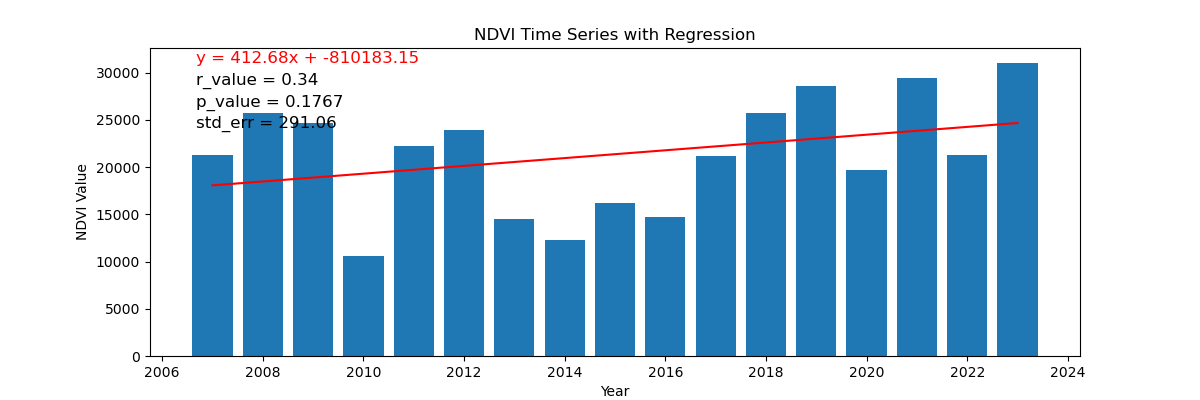 NDVI Time Series with Regression
y = 412.68x + -810183.15
r_value = 0.34
p_value = 0.1767
std_err = 291.06
30000
25000
20000
15000
10000
5000
0
NDVI Value
2006 2008 2010 2012 2014 2016 2018 2020 2022 2024
Year